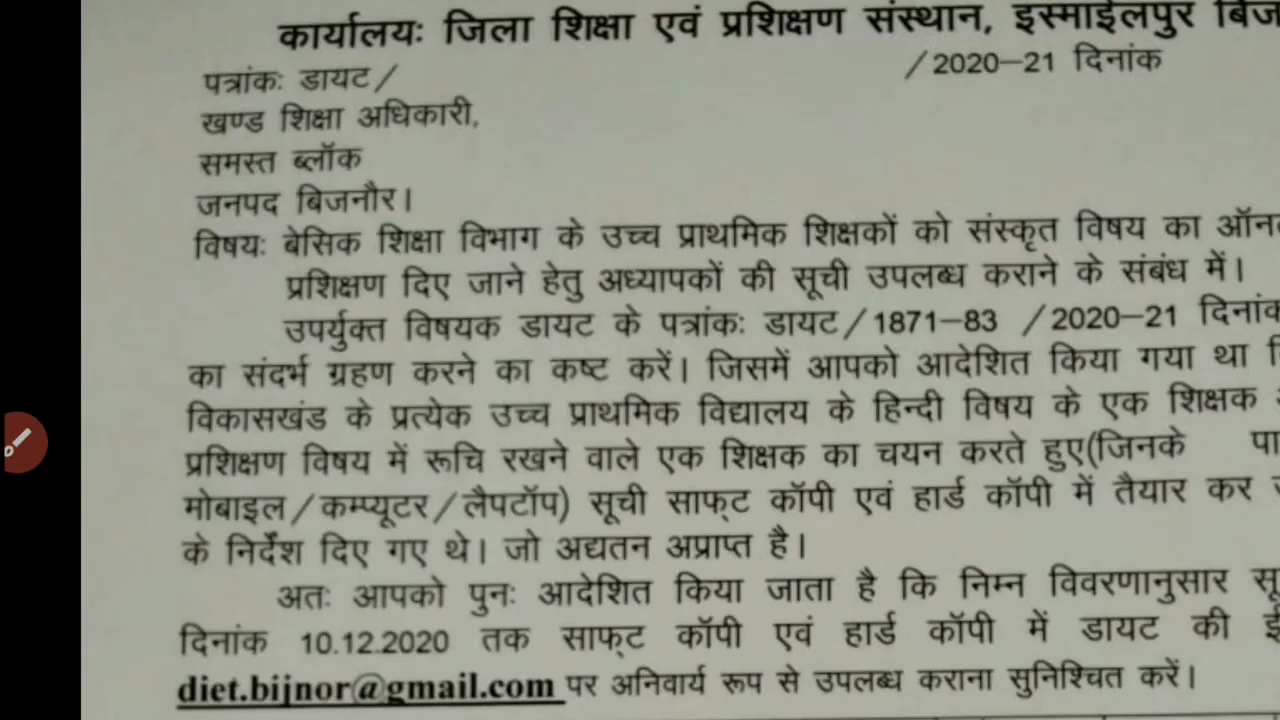 कार्यालयः जिला शिक्षा एवं प्रशिक्षण संस्थान, इस्माईलपुर
पत्रांकः डायट/ /2020–21 दिनांक
खण्ड शिक्षा अधिकारी,
समस्त ब्लॉक
जनपद बिजनौर।
विषयः बेसिक शिक्षा विभाग के उच्च प्राथमिक शिक्षकों को संस्कृत विषय का
प्रशिक्षण दिए जाने हेतु अध्यापकों की सूची उपलब्ध कराने के संबंध में।
उपर्युक्त विषयक डायट के पत्रांकः डायट/1871–83 /2020–21 दिनांक
का संदर्भ ग्रहण करने का कष्ट करें। जिसमें आपको आदेशित किया गया था
विकासखंड के प्रत्येक उच्च प्राथमिक विद्यालय के हिन्दी विषय के एक शिक्षक
प्रशिक्षण विषय में रूचि रखने वाले एक शिक्षक का चयन करते हुए(जिनके
मोबाइल/कम्प्यूटर/लैपटॉप) सूची साफ्ट कॉपी एवं हार्ड कॉपी में तैयार कर
के निर्देश दिए गए थे। जो अद्यतन अप्राप्त है।
अतः आपको पुनः आदेशित किया जाता है कि निम्न विवरणानुसार
दिनांक 10.12.2020 तक साफ्ट कॉपी एवं हार्ड कॉपी में डायट की
diet.bijnor@gmail.com पर अनिवार्य रूप से उपलब्ध कराना सुनिश्चित करें।